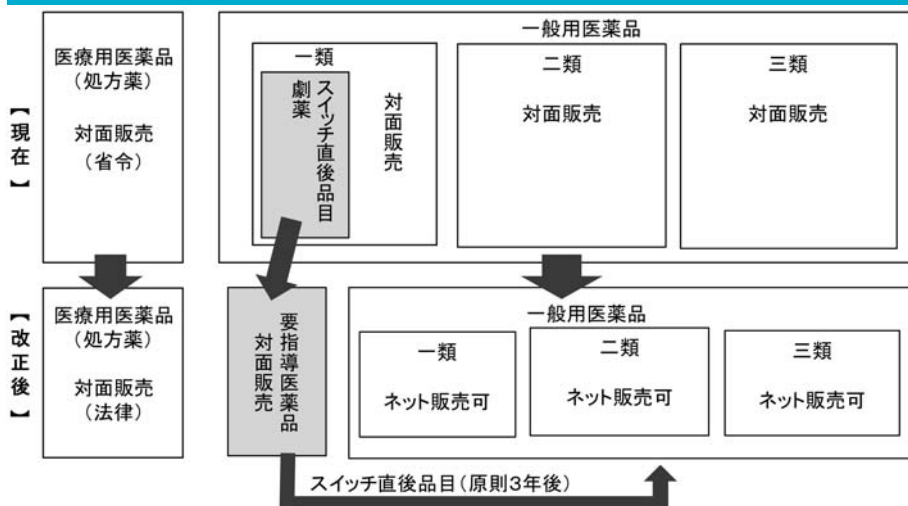 【現在】
医療用医薬品
(処方薬)
対面販売
(省令)
一般用医薬品
一類
スイッチ直後品目
劇薬
対面販売
二類
対面販売
三類
対面販売
【改正後】
医療用医薬品
(処方薬)
対面販売
(法律)
要指導医薬品
対面販売
一般用医薬品
一類
ネット販売可
二類
ネット販売可
三類
ネット販売可
スイッチ直後品目(原則3年後)